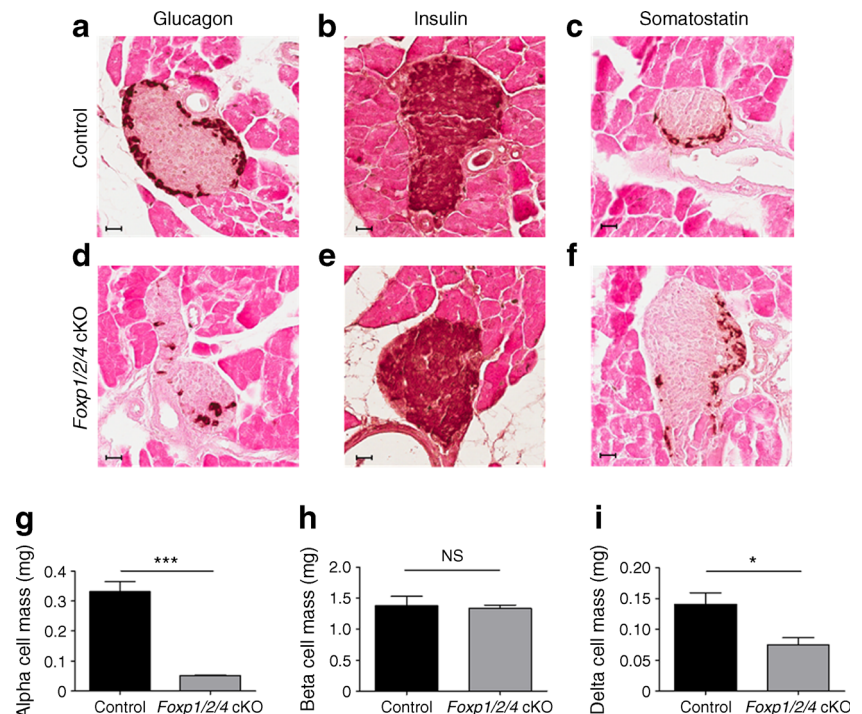 Glucagon Insulin Somatostatin
a b c
Control
d e f
Foxp1/2/4 cKO
g h i
Alpha cell mass (mg)
***
0.4
0.3
0.2
0.1
0
Control Foxp1/2/4 cKO
Beta cell mass (mg)
NS
2.0
1.5
1.0
0.5
0
Control Foxp1/2/4 cKO
Delta cell mass (mg)
*
0.20
0.15
0.10
0.05
0
Control Foxp1/2/4 cKO